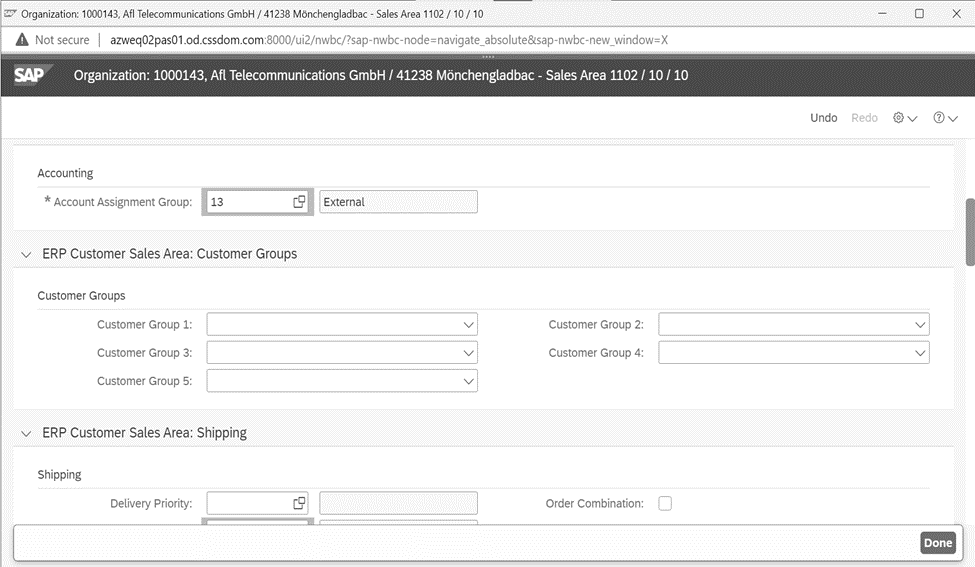 Organization: 1000143, Afl Telecommunications GmbH / 41238 Mönchengladbac - Sales Area 1102 / 10 / 10
Not secure | azweq02pas01.od.cssdom.com:8000/ui2/nwbc/?sap-nwbc-node=navigate_absolute&sap-nwbc-new_window=X
SAP Organization: 1000143, Afl Telecommunications GmbH / 41238 Mönchengladbac - Sales Area 1102 / 10 / 10
Undo Redo
Accounting
* Account Assignment Group: 13 External
ERP Customer Sales Area: Customer Groups
Customer Groups
Customer Group 1: Customer Group 2:
Customer Group 3: Customer Group 4:
Customer Group 5:
ERP Customer Sales Area: Shipping
Shipping
Delivery Priority: Order Combination:
Done